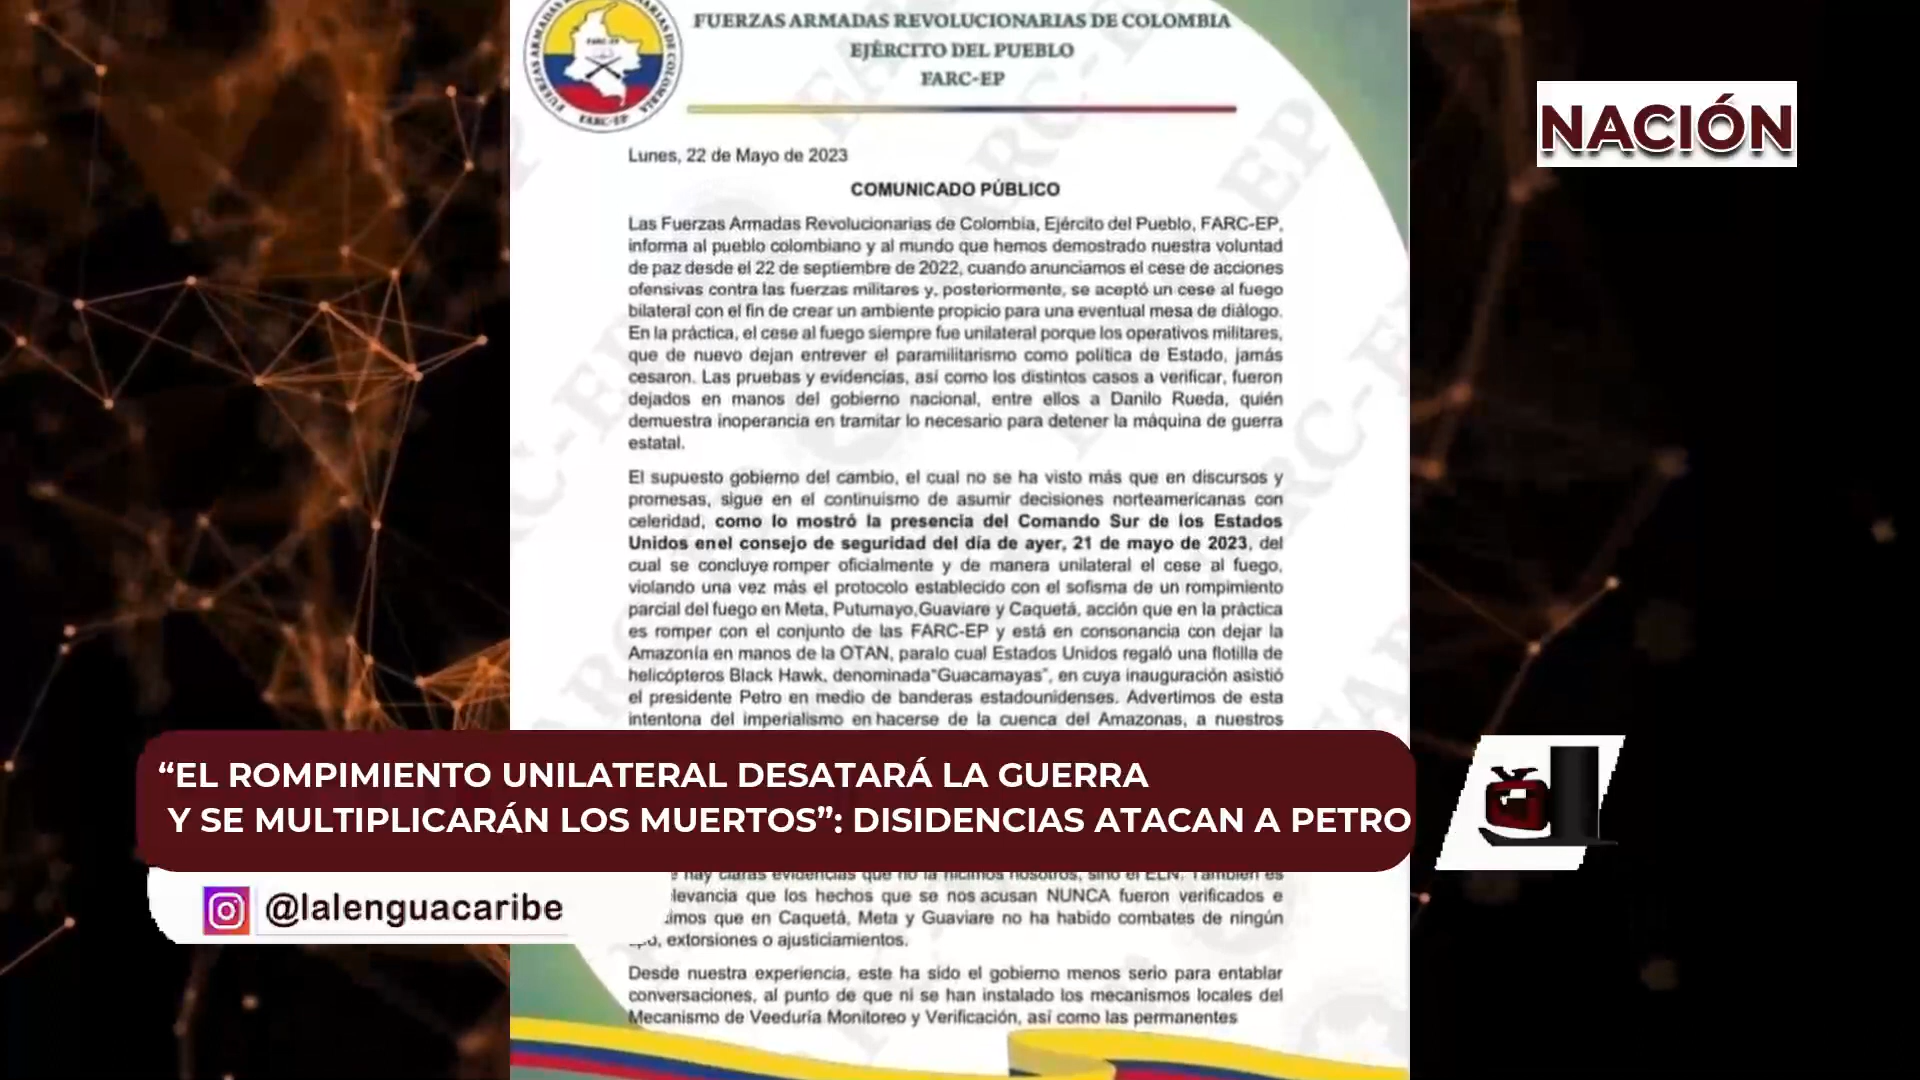 FUERZAS ARMADAS REVOLUCIONARIAS DE COLOMBIA
EJÉRCITO DEL PUEBLO
FARC-EP
NACIÓN
Lunes, 22 de Mayo de 2023
COMUNICADO PÚBLICO
Las Fuerzas Armadas Revolucionarias de Colombia, Ejército del Pueblo, FARC-EP,
informa al pueblo colombiano y al mundo que hemos demostrado nuestra voluntad
de paz desde el 22 de septiembre de 2022, cuando anunciamos el cese de acciones
ofensivas contra las fuerzas militares y, posteriormente, se aceptó un cese al fuego
bilateral con el fin de crear un ambiente propicio para una eventual mesa de diálogo.
En la práctica, el cese al fuego siempre fue unilateral porque los operativos militares,
que de nuevo dejan entrever el paramilitarismo como política de Estado, jamás
cesaron. Las pruebas y evidencias, así como los distintos casos a verificar, fueron
dejados en manos del gobierno nacional, entre ellos a Danilo Rueda, quién
demuestra inoperancia en tramitar lo necesario para detener la máquina de guerra
estatal.
El supuesto gobierno del cambio, el cual no se ha visto más que en discursos y
promesas, sigue en el continuismo de asumir decisiones norteamericanas con
celeridad, como lo mostró la presencia del Comando Sur de los Estados
Unidos enel consejo de seguridad del día de ayer, 21 de mayo de 2023, del
cual se concluye romper oficialmente y de manera unilateral el cese al fuego,
violando una vez más el protocolo establecido con el sofisma de un rompimiento
parcial del fuego en Meta, Putumayo,Guaviare y Caquetá, acción que en la práctica
es romper con el conjunto de las FARC-EP y está en consonancia con dejar la
Amazonía en manos de la OTAN, paralo cual Estados Unidos regaló una flotilla de
helicópteros Black Hawk, denominada"Guacamayas", en cuya inauguración asistió
el presidente Petro en medio de banderas estadounidenses. Advertimos de esta
intentona del imperialismo en hacerse de la cuenca del Amazonas, a nuestros
“EL ROMPIMIENTO UNILATERAL DESATARÁ LA GUERRA
Y SE MULTIPLICARÁN LOS MUERTOS”: DISIDENCIAS ATACAN A PETRO
hay claras evidencias que no la hicimos nosotros, sino el ELN. También es
que los hechos que se nos acusan NUNCA fueron verificados e
que en Caquetá, Meta y Guaviare no ha habido combates de ningún
extorsiones o ajusticiamientos.
@lalenguacaribe
Desde nuestra experiencia, este ha sido el gobierno menos serio para entablar
conversaciones, al punto de que ni se han instalado los mecanismos locales del
Mecanismo de Veeduría Monitoreo y Verificación, así como las permanentes